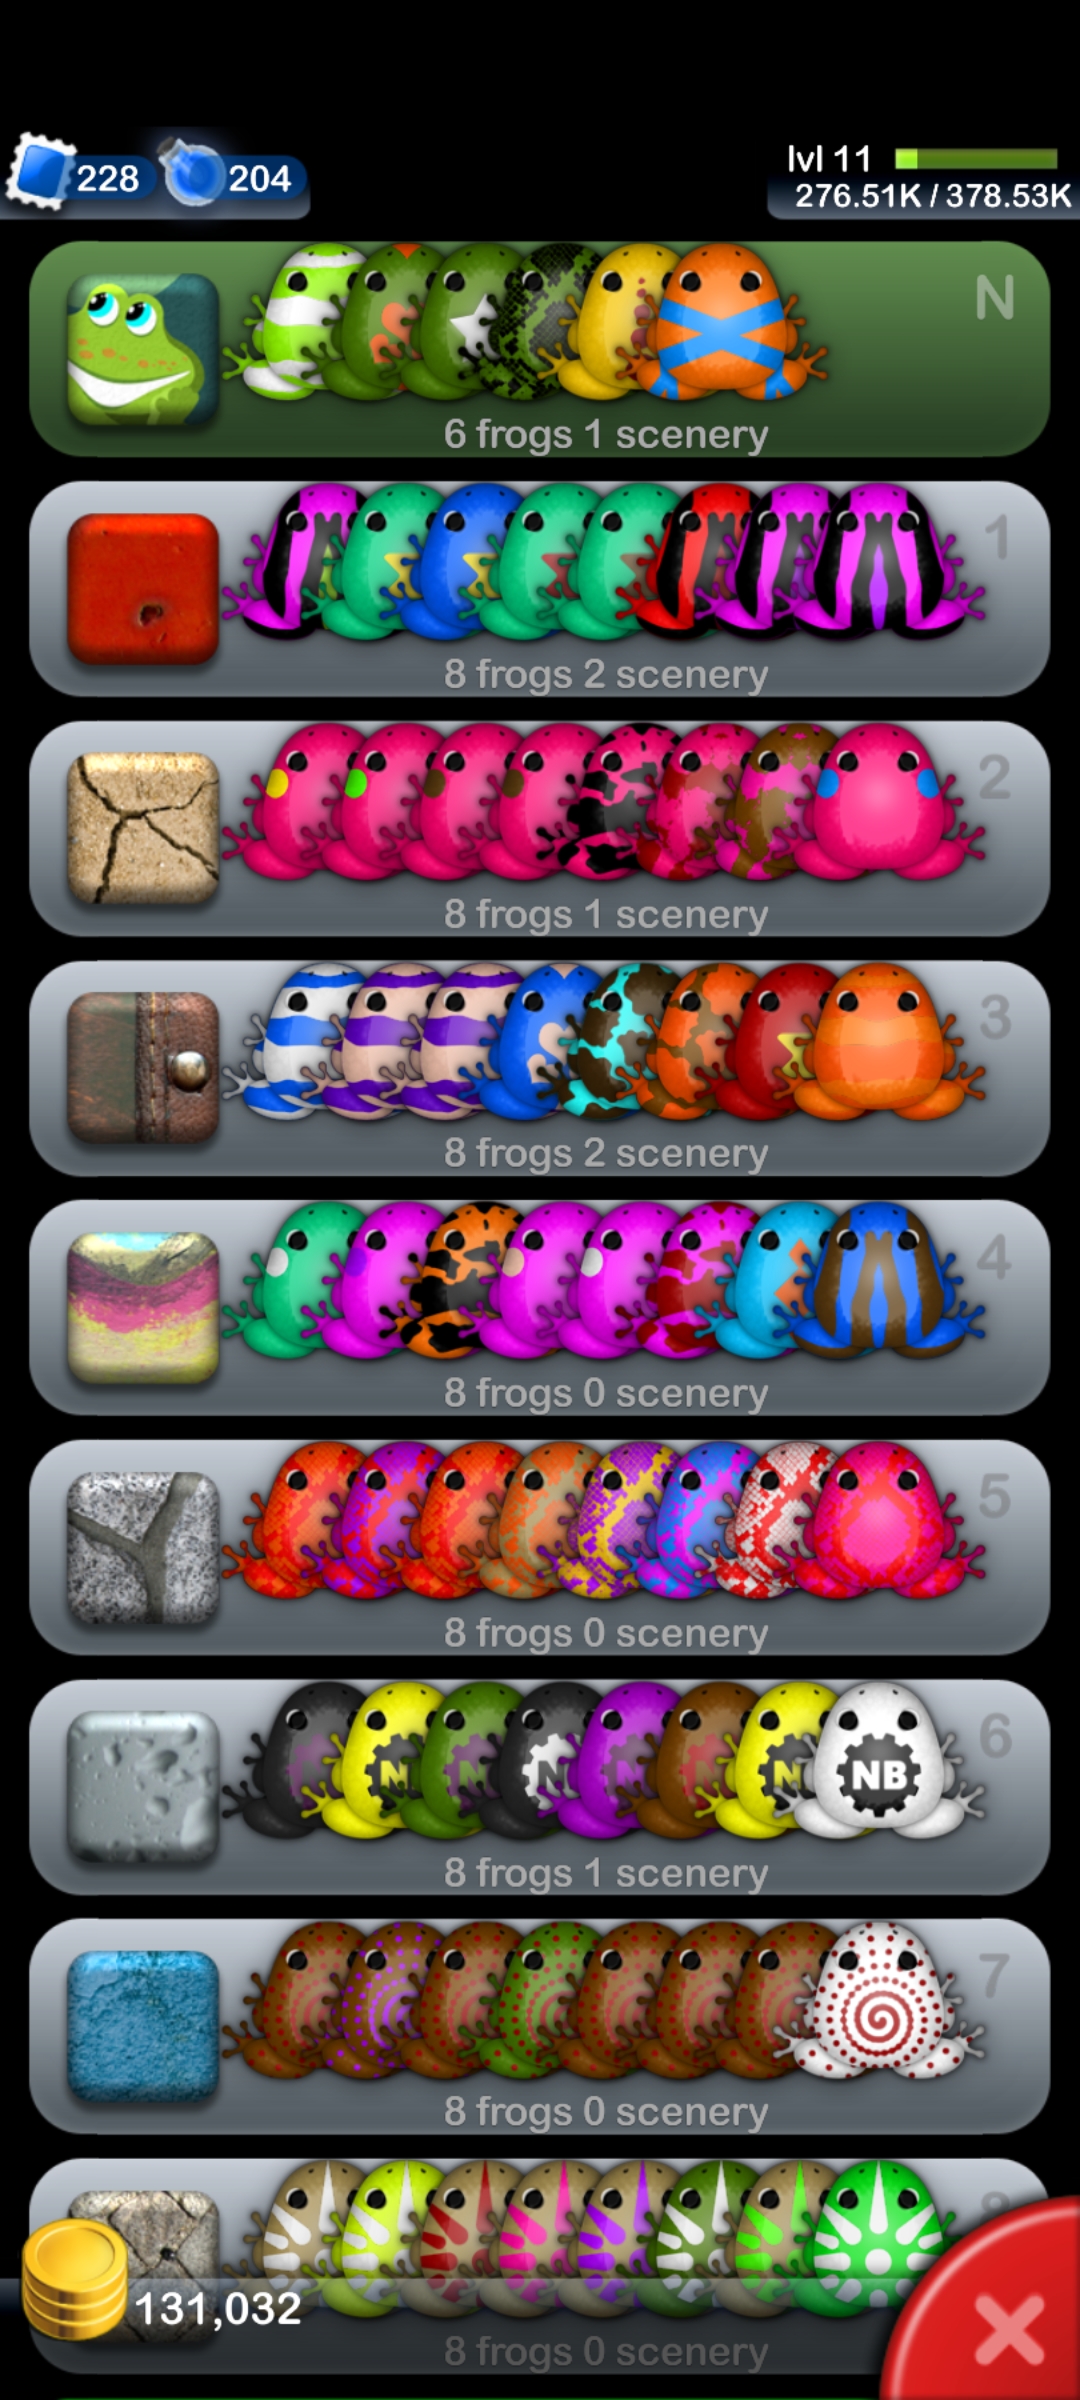 228 204
lvl 11
276.51K / 378.53K
N
6 frogs 1 scenery
1
8 frogs 2 scenery
2
8 frogs 1 scenery
3
8 frogs 2 scenery
4
8 frogs 0 scenery
5
8 frogs 0 scenery
6
NB
8 frogs 1 scenery
7
8 frogs 0 scenery
131,032
8 frogs 0 scenery